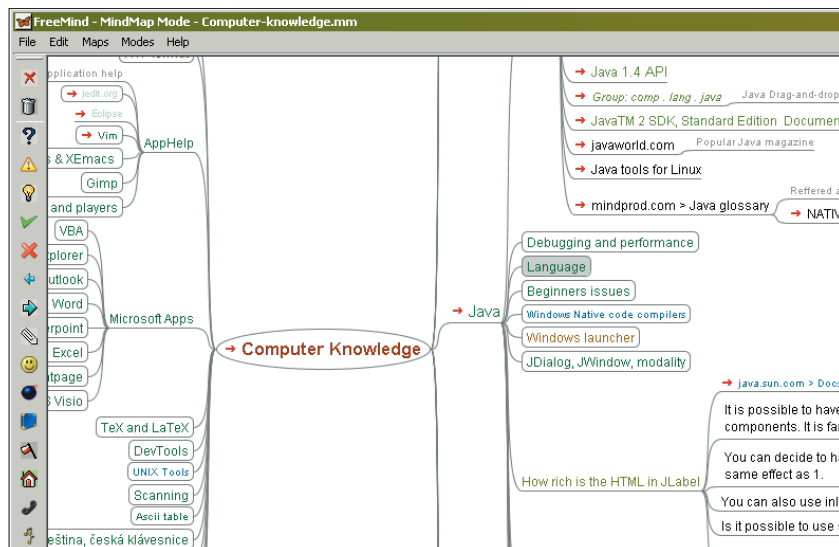 FreeMind - MindMap Mode - Computer-knowledge.mm
File Edit Maps Modes Help
pplication help
jedit.org
Eclipse
Vim
s & XEmacs
Gimp
and players
AppHelp
VBA
xplorer
utlook
Word
erpoint
Excel
ntpage
S Visio
Microsoft Apps
TeX and LaTeX
DevTools
UNIX Tools
Scanning
Ascii table
eština, česká klávesnice
Computer Knowledge
Java
Java 1.4 API
Group: comp . lang . java
Java Drag-and-drop
JavaTM 2 SDK, Standard Edition Documen
javaworld.com
Popular Java magazine
Java tools for Linux
mindprod.com > Java glossary
Reffered a
NATIV
Debugging and performance
Language
Beginners issues
Windows Native code compilers
Windows launcher
JDialog, JWindow, modality
How rich is the HTML in JLabel
java.sun.com > Docs
It is possible to have
components. It is fa
You can decide to ha
same effect as 1.
You can also use inl
Is it possible to use